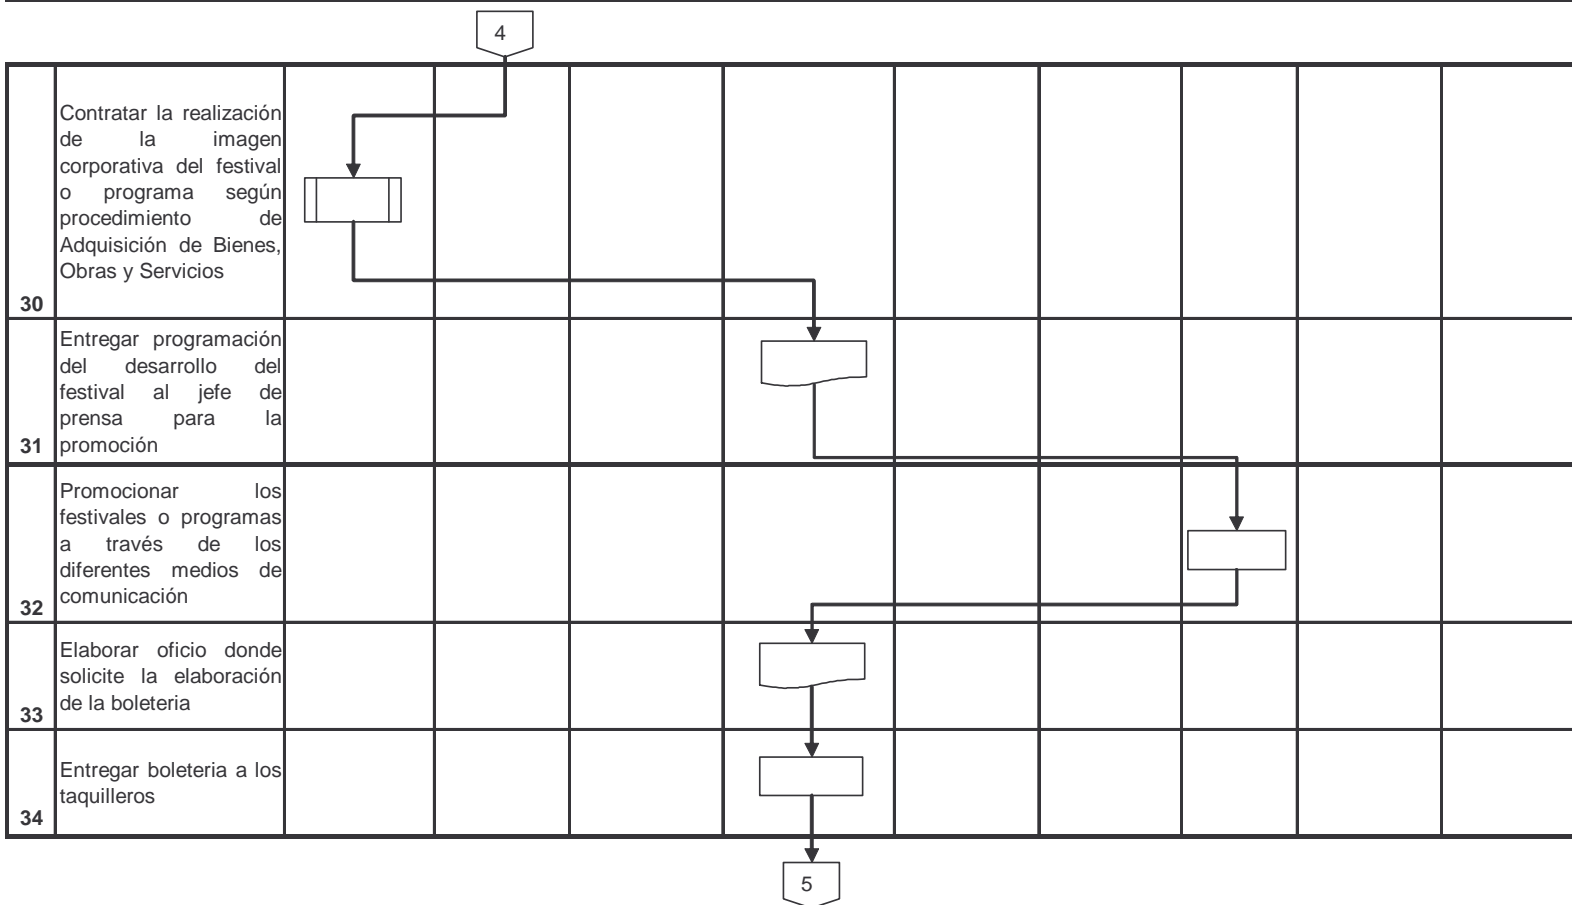 4
Contratar la realización
de la imagen
corporativa del festival
o programa según
procedimiento de
Adquisición de Bienes,
Obras y Servicios
30
Entregar programación
del desarrollo del
festival al jefe de
prensa para la
promoción
31
Promocionar los
festivales o programas
a través de los
diferentes medios de
comunicación
32
Elaborar oficio donde
solicite la elaboración
de la boleteria
33
Entregar boleteria a los
taquilleros
34
5